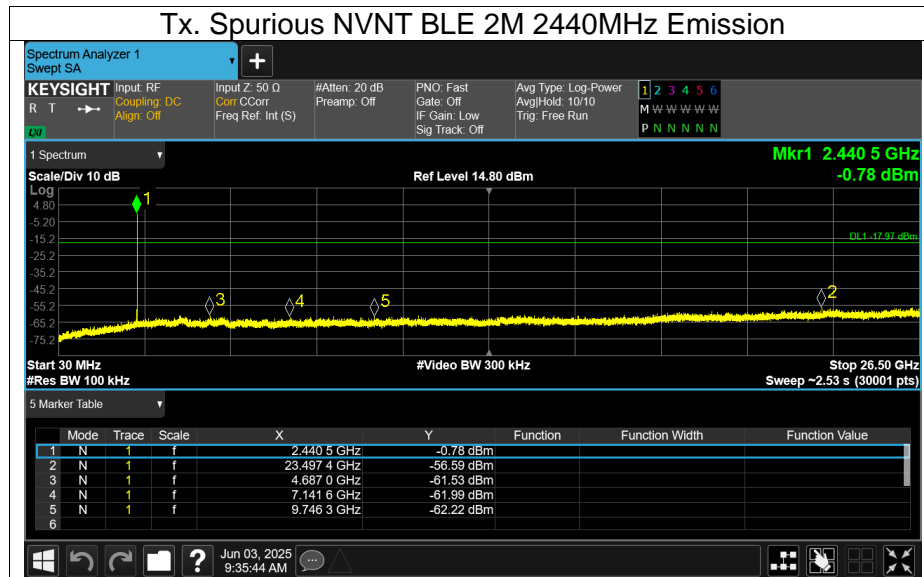 Tx. Spurious NVNT BLE 2M 2440MHz Emission
Spectrum Analyzer 1
Swept SA
+
KEYSIGHT Input: RF Input Z: 50 Ω #Atten: 20 dB PNO: Fast Avg Type: Log-Power 1 2 3 4 5 6
R T Coupling: DC Corr CCorr Preamp: Off Gate: Off Avg|Hold: 10/10 M W W W W W
Align: Off Freq Ref: Int (S) IF Gain: Low Trig: Free Run
LXI Sig Track: Off P N N N N N
1 Spectrum Mkr1 2.440 5 GHz
Scale/Div 10 dB Ref Level 14.80 dBm -0.78 dBm
Log
1
4.80
-5.20
-15.2 DL1 -17.97 dBm
-25.2
-35.2
-45.2 2
-55.2 3 4 5
-65.2
-75.2
Start 30 MHz #Video BW 300 kHz Stop 26.50 GHz
#Res BW 100 kHz Sweep ~2.53 s (30001 pts)
5 Marker Table
Mode Trace Scale X Y Function Function Width Function Value
1 N 1 f 2.440 5 GHz -0.78 dBm
2 N 1 f 23.497 4 GHz -56.59 dBm
3 N 1 f 4.687 0 GHz -61.53 dBm
4 N 1 f 7.141 6 GHz -61.99 dBm
5 N 1 f 9.746 3 GHz -62.22 dBm
6
? Jun 03, 2025
9:35:44 AM